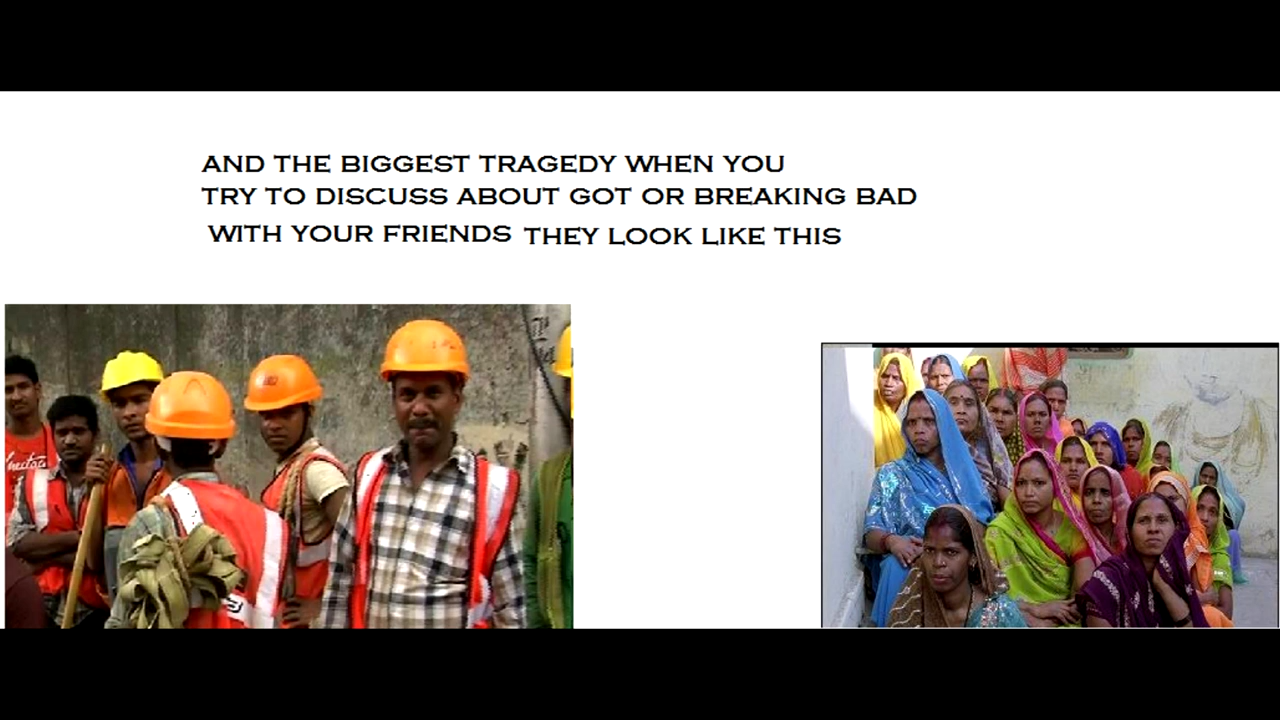 AND THE BIGGEST TRAGEDY WHEN YOU
TRY TO DISCUSS ABOUT GOT OR BREAKING BAD
WITH YOUR FRIENDS THEY LOOK LIKE THIS